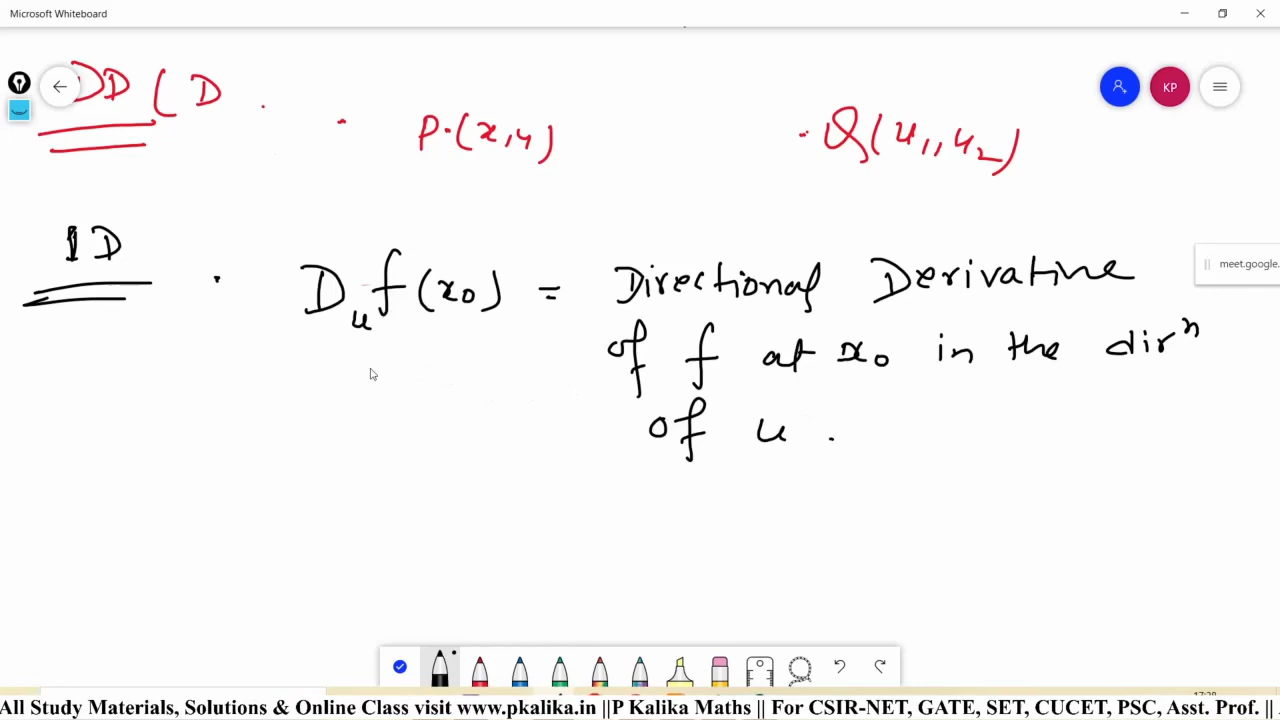 Microsoft Whiteboard
DD ( D
P.(x,y)
Q(u1,,u2)
KP
1D
Duf(x0) = Directional Derivative
meet.google.
of f at x0 in the dirn
of u.
All Study Materials, Solutions & Online Class visit www.pkalika.in ||P Kalika Maths || For CSIR-NET, GATE, SET, CUCET, PSC, Asst. Prof. ||